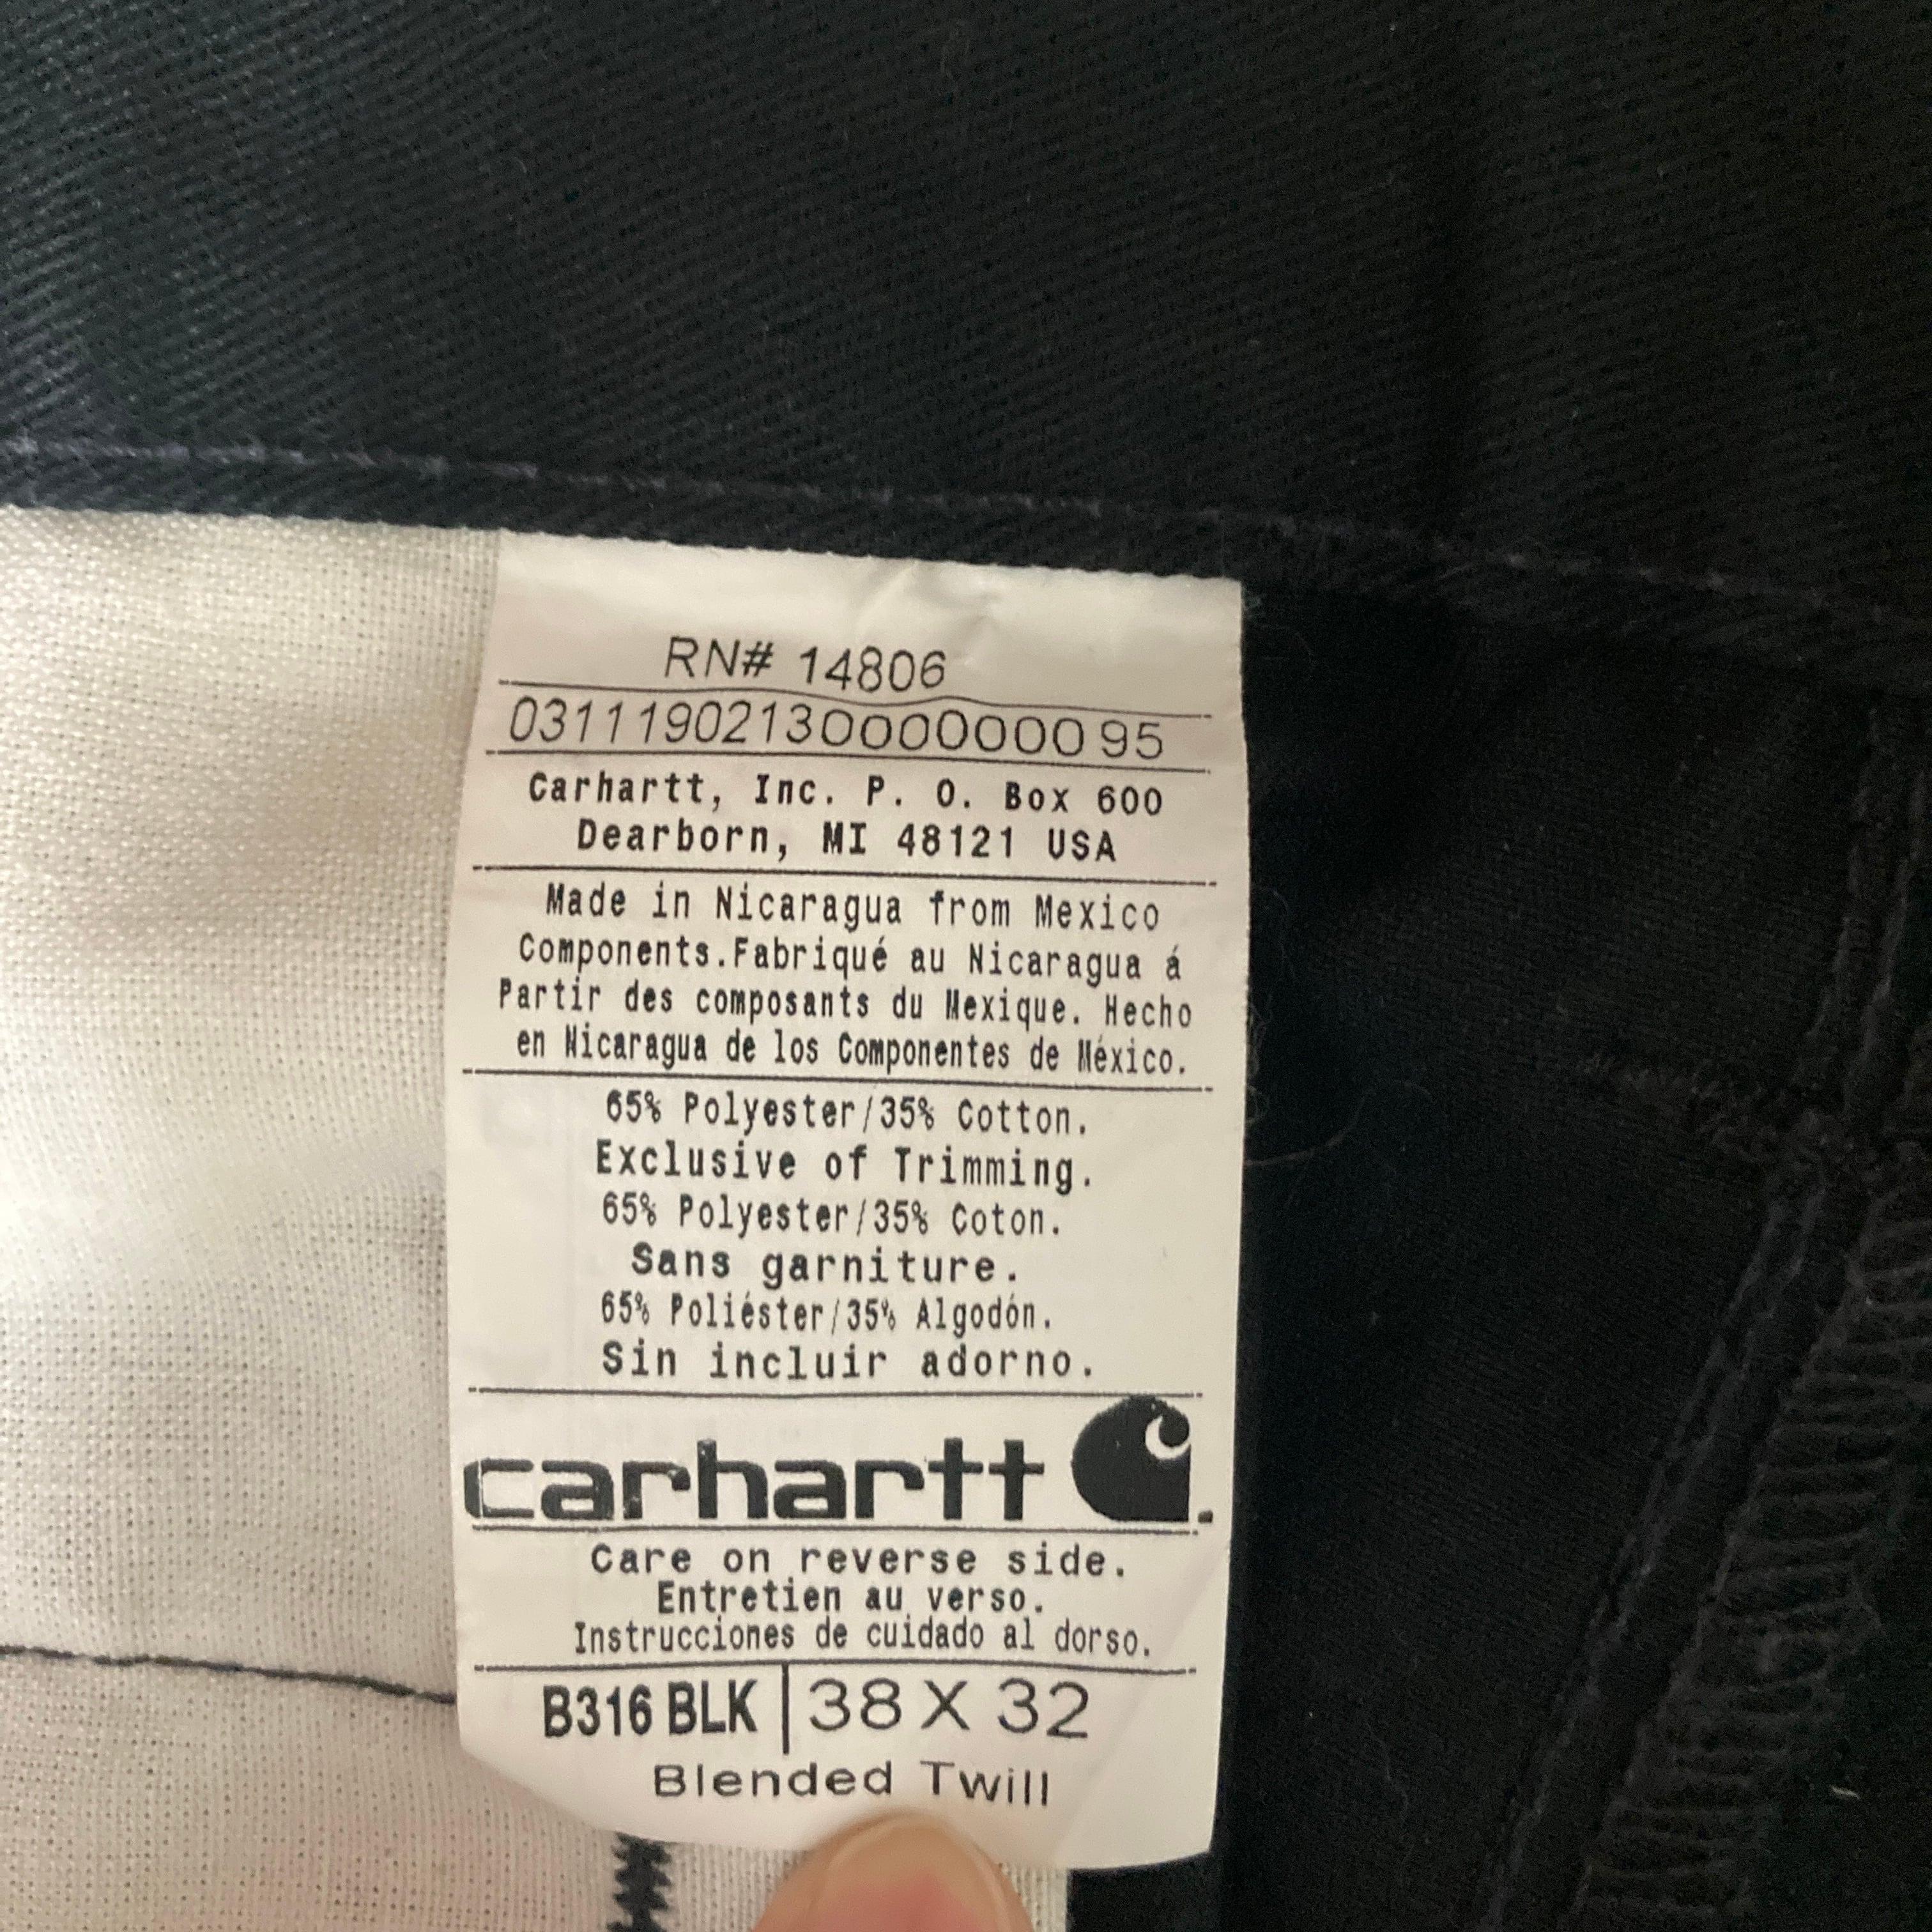 RN# 14806
03111902130000000095
Carhartt, Inc. P. O. Box 600
Dearborn, MI 48121 USA
Made in Nicaragua from Mexico
Components.Fabriqué au Nicaragua á
Partir des composants du Mexique. Hecho
en Nicaragua de los Componentes de México.
65% Polyester/35% Cotton.
Exclusive of Trimming.
65% Polyester/35% Coton.
Sans garniture.
65% Poliéster/35% Algodón.
Sin incluir adorno.
carhartt
Care on reverse side.
Entretien au verso.
Instrucciones de cuidado al dorso.
B316 BLK | 38 X 32
Blended Twill